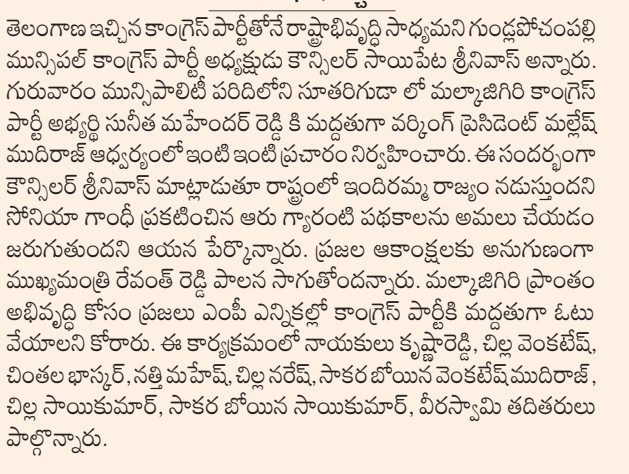 తెలంగాణ ఇచ్చిన కాంగ్రెస్ పార్టీతోనే రాష్ట్రాభివృద్ధి సాధ్యమని గుండ్లపోచంపల్లి
మున్సిపల్ కాంగ్రెస్ పార్టీ అధ్యక్షుడు కౌన్సిలర్ సాయిపేట శ్రీనివాస్ అన్నారు.
గురువారం మున్సిపాలిటీ పరిదిలోని సూతరిగుడా లో మల్కాజిగిరి కాంగ్రెస్
పార్టీ అభ్యర్థి సునీత మహేందర్ రెడ్డి కి మద్దతుగా వర్కింగ్ ప్రెసిడెంట్ మల్లేష్
ముదిరాజ్ ఆధ్వర్యంలో ఇంటి ఇంటి ప్రచారం నిర్వహించారు. ఈ సందర్భంగా
కౌన్సిలర్ శ్రీనివాస్ మాట్లాడుతూ రాష్ట్రంలో ఇందిరమ్మ రాజ్యం నడుస్తుందని
సోనియా గాంధీ ప్రకటించిన ఆరు గ్యారంటి పథకాలను అమలు చేయడం
జరుగుతుందని ఆయన పేర్కొన్నారు. ప్రజల ఆకాంక్షలకు అనుగుణంగా
ముఖ్యమంత్రి రేవంత్ రెడ్డి పాలన సాగుతోందన్నారు. మల్కాజిగిరి ప్రాంతం
అభివృద్ధి కోసం ప్రజలు ఎంపీ ఎన్నికల్లో కాంగ్రెస్ పార్టీకి మద్దతుగా ఓటు
వేయాలని కోరారు. ఈ కార్యక్రమంలో నాయకులు కృష్ణారెడ్డి, చిల్ల వెంకటేష్,
చింతల భాస్కర్, నత్తి మహేష్, చిల్ల నరేష్, సాకర బోయిన వెంకటేష్ ముదిరాజ్,
చిల్ల సాయికుమార్, సాకర బోయిన సాయికుమార్, వీరస్వామి తదితరులు
పాల్గొన్నారు.